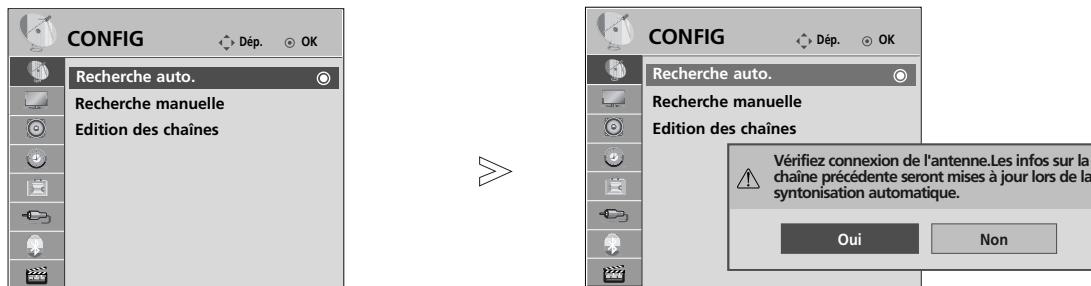 CONFIG
Dép.
OK
Recherche auto.
Recherche manuelle
Edition des chaînes
CONFIG
Dép.
OK
Recherche auto.
Recherche manuelle
Edition des chaînes
Vérifiez connexion de l'antenne.Les infos sur la
chaîne précédente seront mises à jour lors de la
syntonisation automatique.
Oui
Non